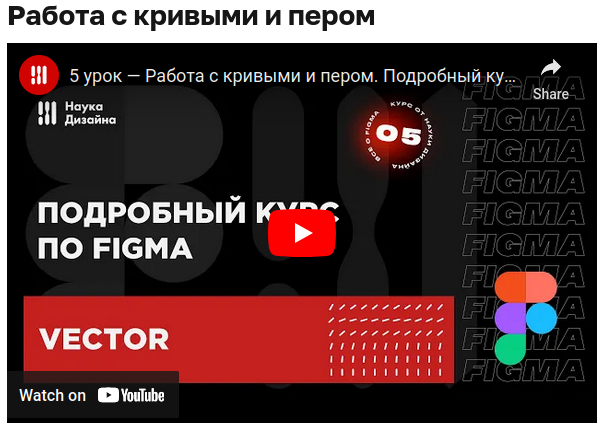 Работа с кривыми и пером
5 урок — Работа с кривыми и пером. Подробный ку...
Share
Наука
Дизайна
КУРС ОТ НАУКИ ДИЗАЙНА
ВСЕ О FIGMA
05
ПОДРОБНЫЙ КУРС
ПО FIGMA
VECTOR
FIGMA
FIGMA
FIGMA
FIGMA
FIGMA
FIGMA
FIGMA
FIGMA
FIGMA
FIGMA
Watch on YouTube